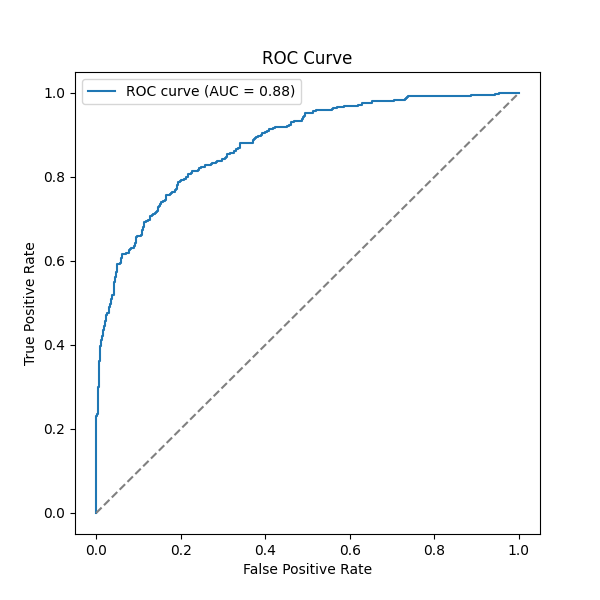 ROC Curve
ROC curve (AUC = 0.88)
1.0
0.8
0.6
0.4
0.2
0.0
True Positive Rate
0.0 0.2 0.4 0.6 0.8 1.0
False Positive Rate